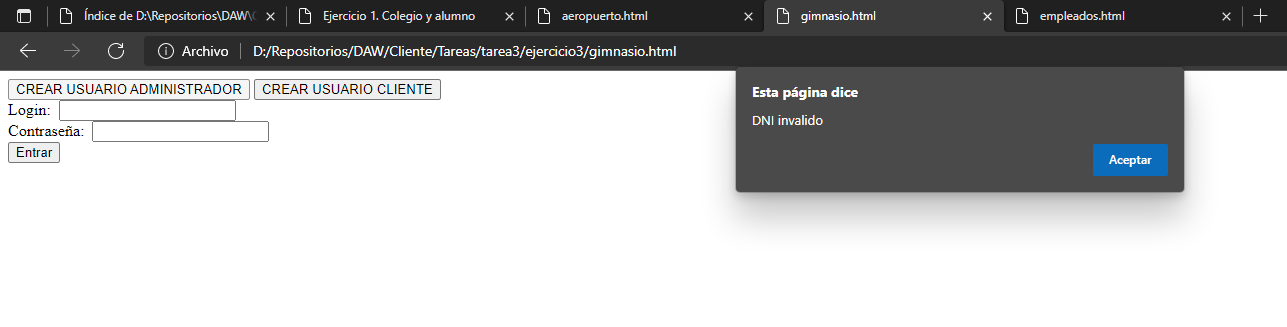 Índice de D:\Repositorios\DAW\C
Ejercicio 1. Colegio y alumno
aeropuerto.html
gimnasio.html
empleados.html
Archivo
D:/Repositorios/DAW/Cliente/Tareas/tarea3/ejercicio3/gimnasio.html
CREAR USUARIO ADMINISTRADOR
CREAR USUARIO CLIENTE
Login:
Contraseña:
Entrar
Esta página dice
DNI invalido
Aceptar